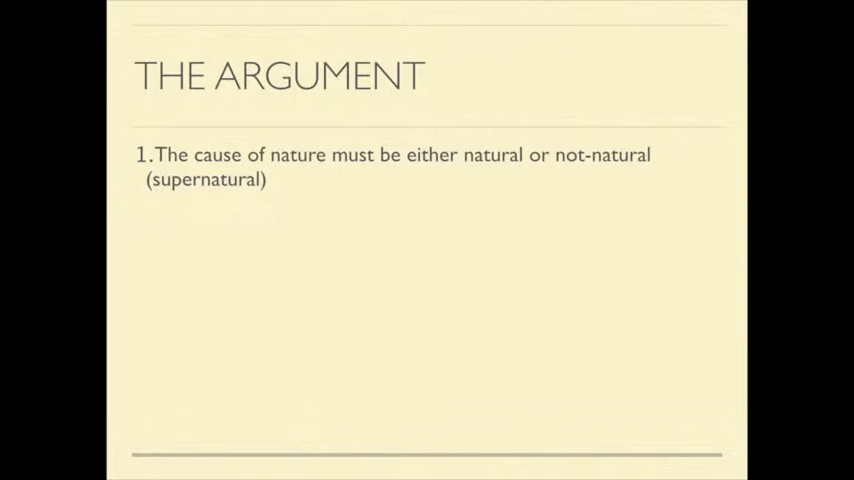 THE ARGUMENT
1.The cause of nature must be either natural or not-natural
(supernatural)